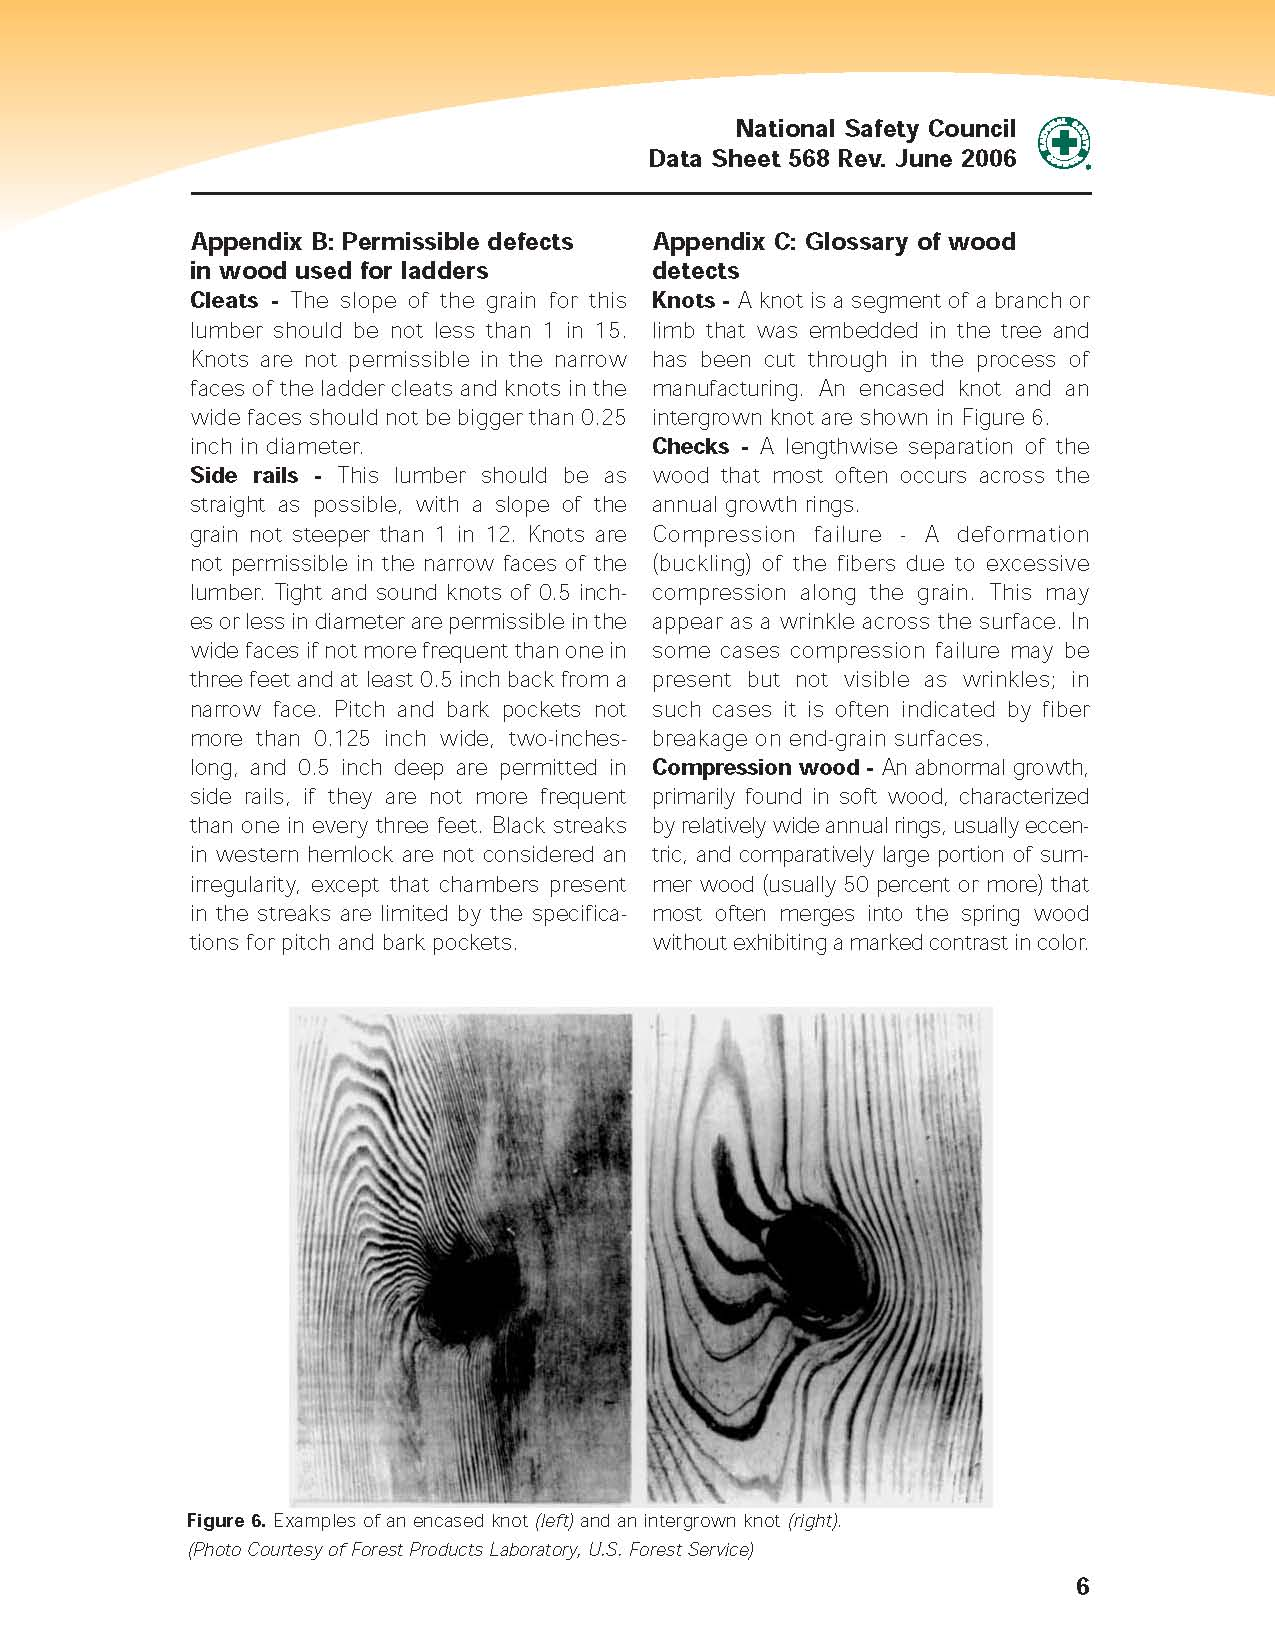 National Safety Council
Data Sheet 568 Rev. June 2006
Appendix B: Permissible defects
in wood used for ladders
Cleats - The slope of the grain for this
lumber should be not less than 1 in 15.
Knots are not permissible in the narrow
faces of the ladder cleats and knots in the
wide faces should not be bigger than 0.25
inch in diameter.
Side rails - This lumber should be as
straight as possible, with a slope of the
grain not steeper than 1 in 12. Knots are
not permissible in the narrow faces of the
lumber. Tight and sound knots of 0.5 inch-
es or less in diameter are permissible in the
wide faces if not more frequent than one in
three feet and at least 0.5 inch back from a
narrow face. Pitch and bark pockets not
more than 0.125 inch wide, two-inches-
long, and 0.5 inch deep are permitted in
side rails, if they are not more frequent
than one in every three feet. Black streaks
in western hemlock are not considered an
irregularity, except that chambers present
in the streaks are limited by the specifica-
tions for pitch and bark pockets.
Appendix C: Glossary of wood
detects
Knots - A knot is a segment of a branch or
limb that was embedded in the tree and
has been cut through in the process of
manufacturing. An encased knot and an
intergrown knot are shown in Figure 6.
Checks - A lengthwise separation of the
wood that most often occurs across the
annual growth rings.
Compression failure - A deformation
(buckling) of the fibers due to excessive
compression along the grain. This may
appear as a wrinkle across the surface. In
some cases compression failure may be
present but not visible as wrinkles; in
such cases it is often indicated by fiber
breakage on end-grain surfaces.
Compression wood - An abnormal growth,
primarily found in soft wood, characterized
by relatively wide annual rings, usually eccen-
tric, and comparatively large portion of sum-
mer wood (usually 50 percent or more) that
most often merges into the spring wood
without exhibiting a marked contrast in color.
Figure 6. Examples of an encased knot (left) and an intergrown knot (right).
(Photo Courtesy of Forest Products Laboratory, U.S. Forest Service)
6